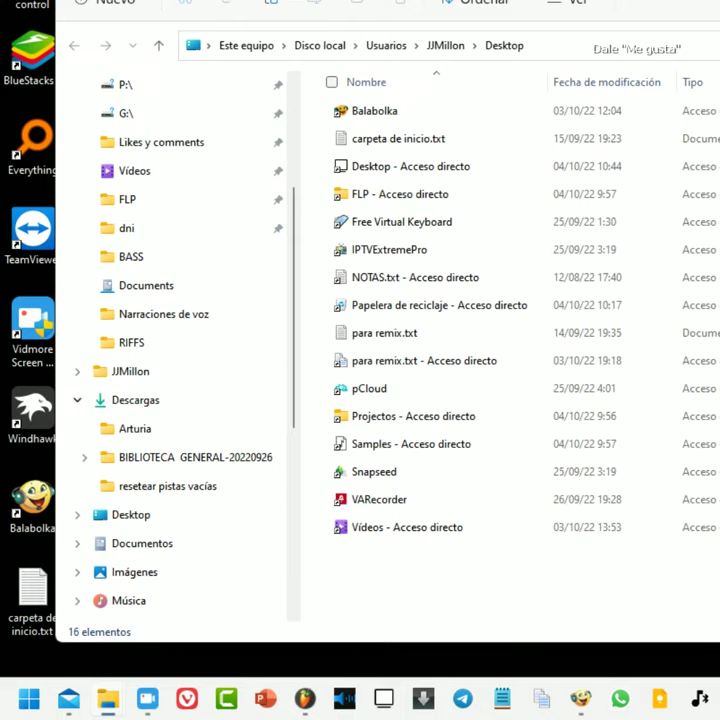 control
Nuevo
Ordenar
Ver
BlueStacks
Everything
TeamViewe
Vidmore
Screen ...
Windhawk
Balabolka
carpeta de
inicio.txt
Este equipo > Disco local > Usuarios > JJMillon > Desktop
Dale "Me gusta"
P:\
G:\
Likes y comments
Vídeos
FLP
dni
BASS
Documents
Narraciones de voz
RIFFS
JJMillon
Descargas
Arturia
BIBLIOTECA GENERAL-20220926
resetear pistas vacías
Desktop
Documentos
Imágenes
Música
Nombre Fecha de modificación Tipo
Balabolka 03/10/22 12:04 Acceso
carpeta de inicio.txt 15/09/22 19:23 Docume
Desktop - Acceso directo 04/10/22 10:44 Acceso
FLP - Acceso directo 04/10/22 9:57 Acceso
Free Virtual Keyboard 25/09/22 1:30 Acceso
IPTVExtremePro 25/09/22 3:19 Acceso
NOTAS.txt - Acceso directo 12/08/22 17:40 Acceso
Papelera de reciclaje - Acceso directo 04/10/22 10:17 Acceso
para remix.txt 14/09/22 19:35 Docume
para remix.txt - Acceso directo 03/10/22 19:18 Acceso
pCloud 25/09/22 4:01 Acceso
Projectos - Acceso directo 04/10/22 9:56 Acceso
Samples - Acceso directo 04/10/22 9:57 Acceso
Snapseed 25/09/22 3:19 Acceso
VARecorder 26/09/22 19:28 Acceso
Vídeos - Acceso directo 03/10/22 13:53 Acceso
16 elementos